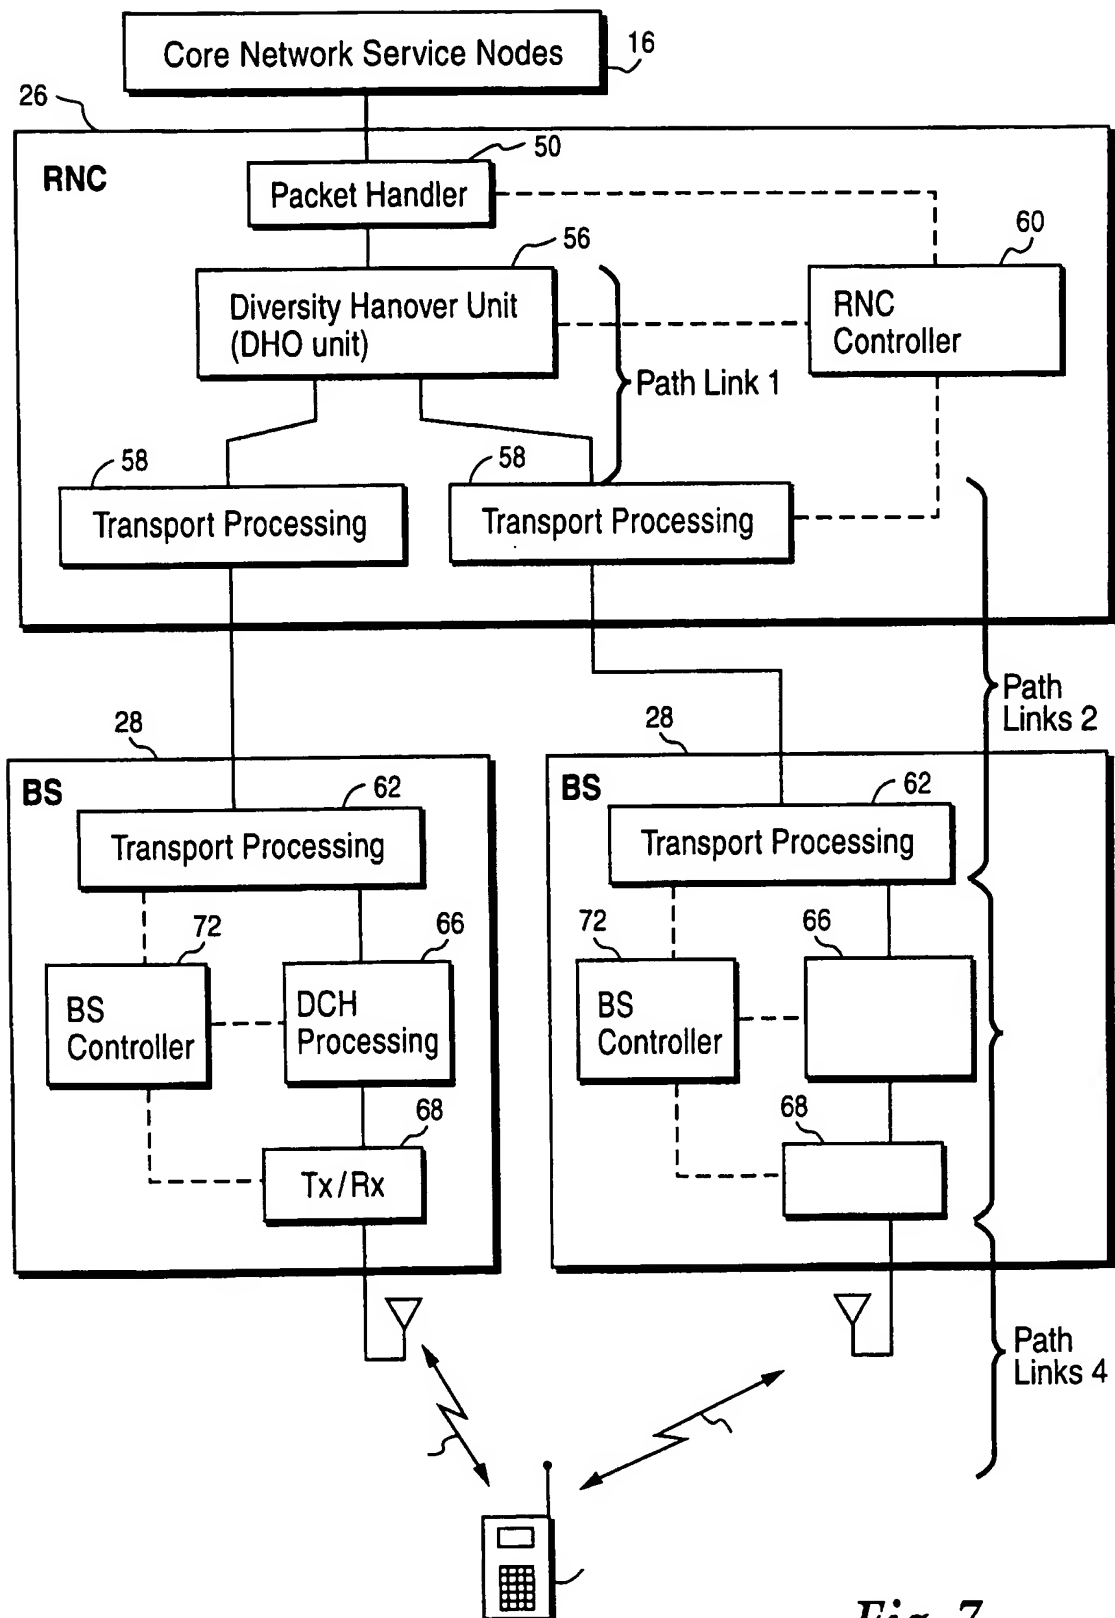 Core Network Service Nodes
16
26
RNC
50
Packet Handler
56
60
Diversity Hanover Unit
(DHO unit)
RNC
Controller
Path Link 1
58
58
Transport Processing
Transport Processing
Path
Links 2
28
28
BS
BS
62
62
Transport Processing
Transport Processing
72
66
72
66
BS
Controller
DCH
Processing
BS
Controller
68
68
Tx/Rx
Path
Links 4
Fig. 7